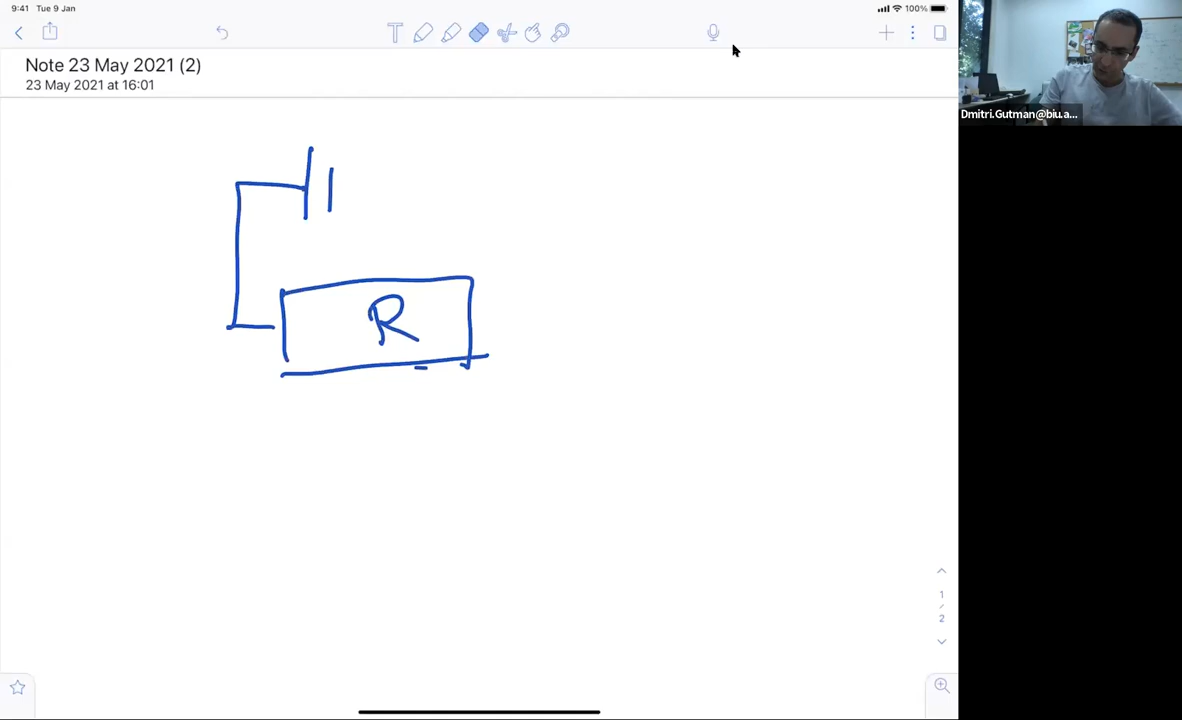 9:41 Tue 9 Jan
100%
Note 23 May 2021 (2)
23 May 2021 at 16:01
R
1
/
2
Dmitri.Gutman@biu.a...